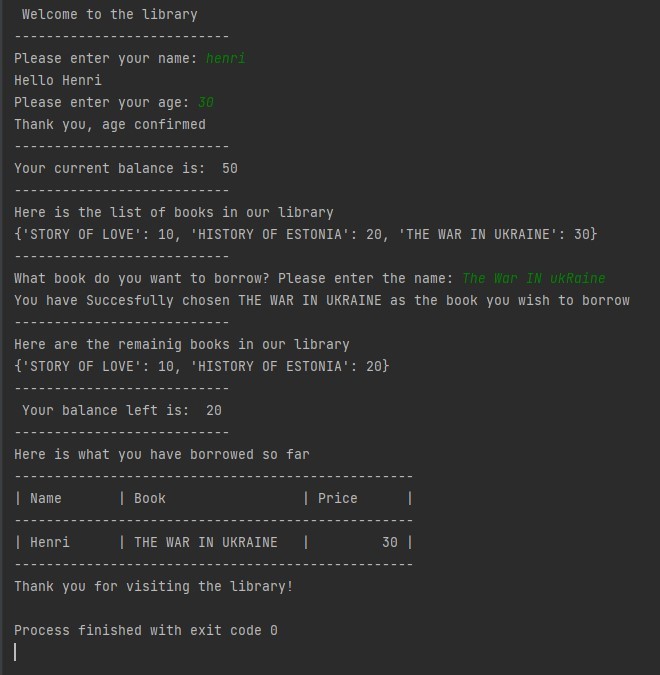 Welcome to the library
---------------------------
Please enter your name: henri
Hello Henri
Please enter your age: 30
Thank you, age confirmed
---------------------------
Your current balance is:  50
---------------------------
Here is the list of books in our library
{'STORY OF LOVE': 10, 'HISTORY OF ESTONIA': 20, 'THE WAR IN UKRAINE': 30}
---------------------------
What book do you want to borrow? Please enter the name: The War IN ukRaine
You have Succesfully chosen THE WAR IN UKRAINE as the book you wish to borrow
---------------------------
Here are the remainig books in our library
{'STORY OF LOVE': 10, 'HISTORY OF ESTONIA': 20}
---------------------------
 Your balance left is:  20
---------------------------
Here is what you have borrowed so far
--------------------------------------------------
| Name       | Book                 | Price      |
--------------------------------------------------
| Henri      | THE WAR IN UKRAINE   |         30 |
--------------------------------------------------
Thank you for visiting the library!
Process finished with exit code 0